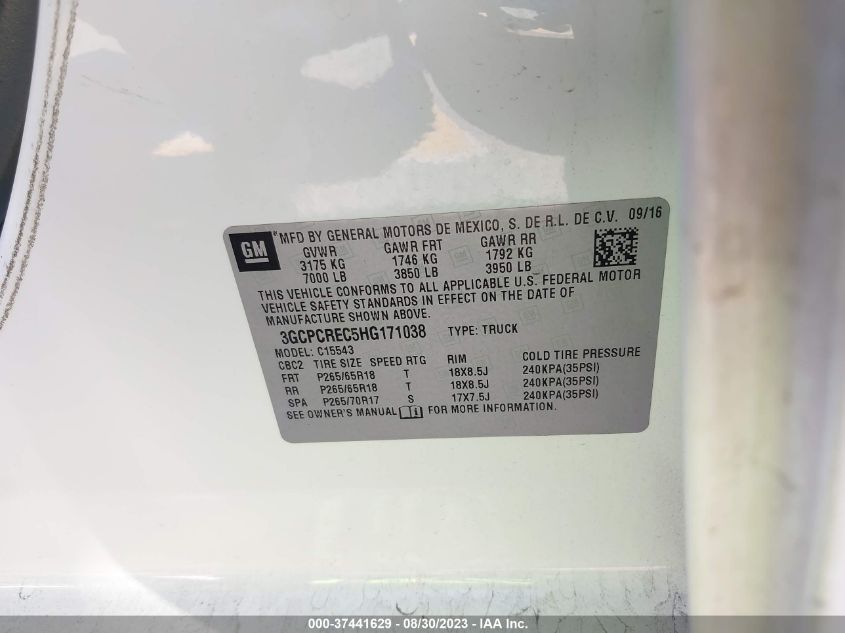 GM
MFD BY GENERAL MOTORS DE MEXICO, S. DE R.L. DE C.V. 09/16
GVWR GAWR FRT GAWR RR
3175 KG 1746 KG 1792 KG
7000 LB 3850 LB 3950 LB
THIS VEHICLE CONFORMS TO ALL APPLICABLE U.S. FEDERAL MOTOR
VEHICLE SAFETY STANDARDS IN EFFECT ON THE DATE OF
MANUFACTURE SHOWN ABOVE.
3GCPCREC5HG171038 TYPE: TRUCK
MODEL: C15543
CBC2 TIRE SIZE SPEED RTG RIM COLD TIRE PRESSURE
FRT P265/65R18 T 18X8.5J 240KPA(35PSI)
RR P265/65R18 T 18X8.5J 240KPA(35PSI)
SPA P265/70R17 S 17X7.5J 240KPA(35PSI)
SEE OWNER'S MANUAL FOR MORE INFORMATION.
000-37441629 - 08/30/2023 - IAA Inc.